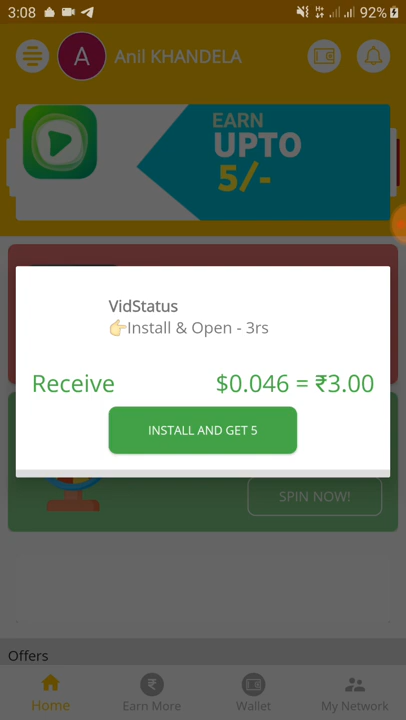 3:08
92%
A
Anil KHANDELA
EARN
UPTO
5/-
VidStatus
👉Install & Open - 3rs
Receive
$0.046 = ₹3.00
INSTALL AND GET 5
SPIN NOW!
Offers
Home
Earn More
Wallet
My Network